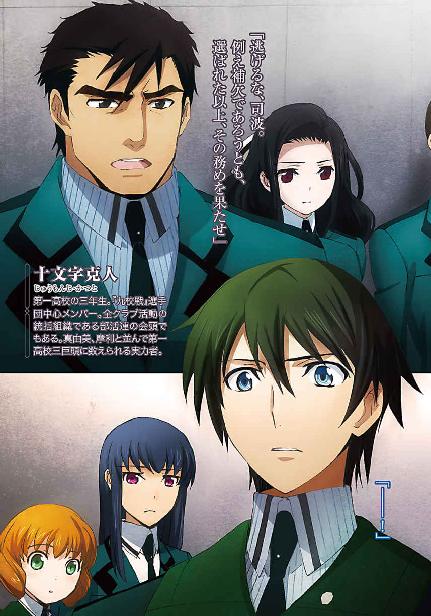 『逃げるな、司波。
例え補欠であろうとも、
選ばれた以上、その務めを果たせ』
十文字克人
じゅうもんじ・かつと
第一高校の三年生。『九校戦』選手
団中心メンバー。全クラブ活動の
統括組織である部活連の会頭で
もある。真由美、摩利と並んで第一
高校三巨頭に数えられる実力者。
『——！』